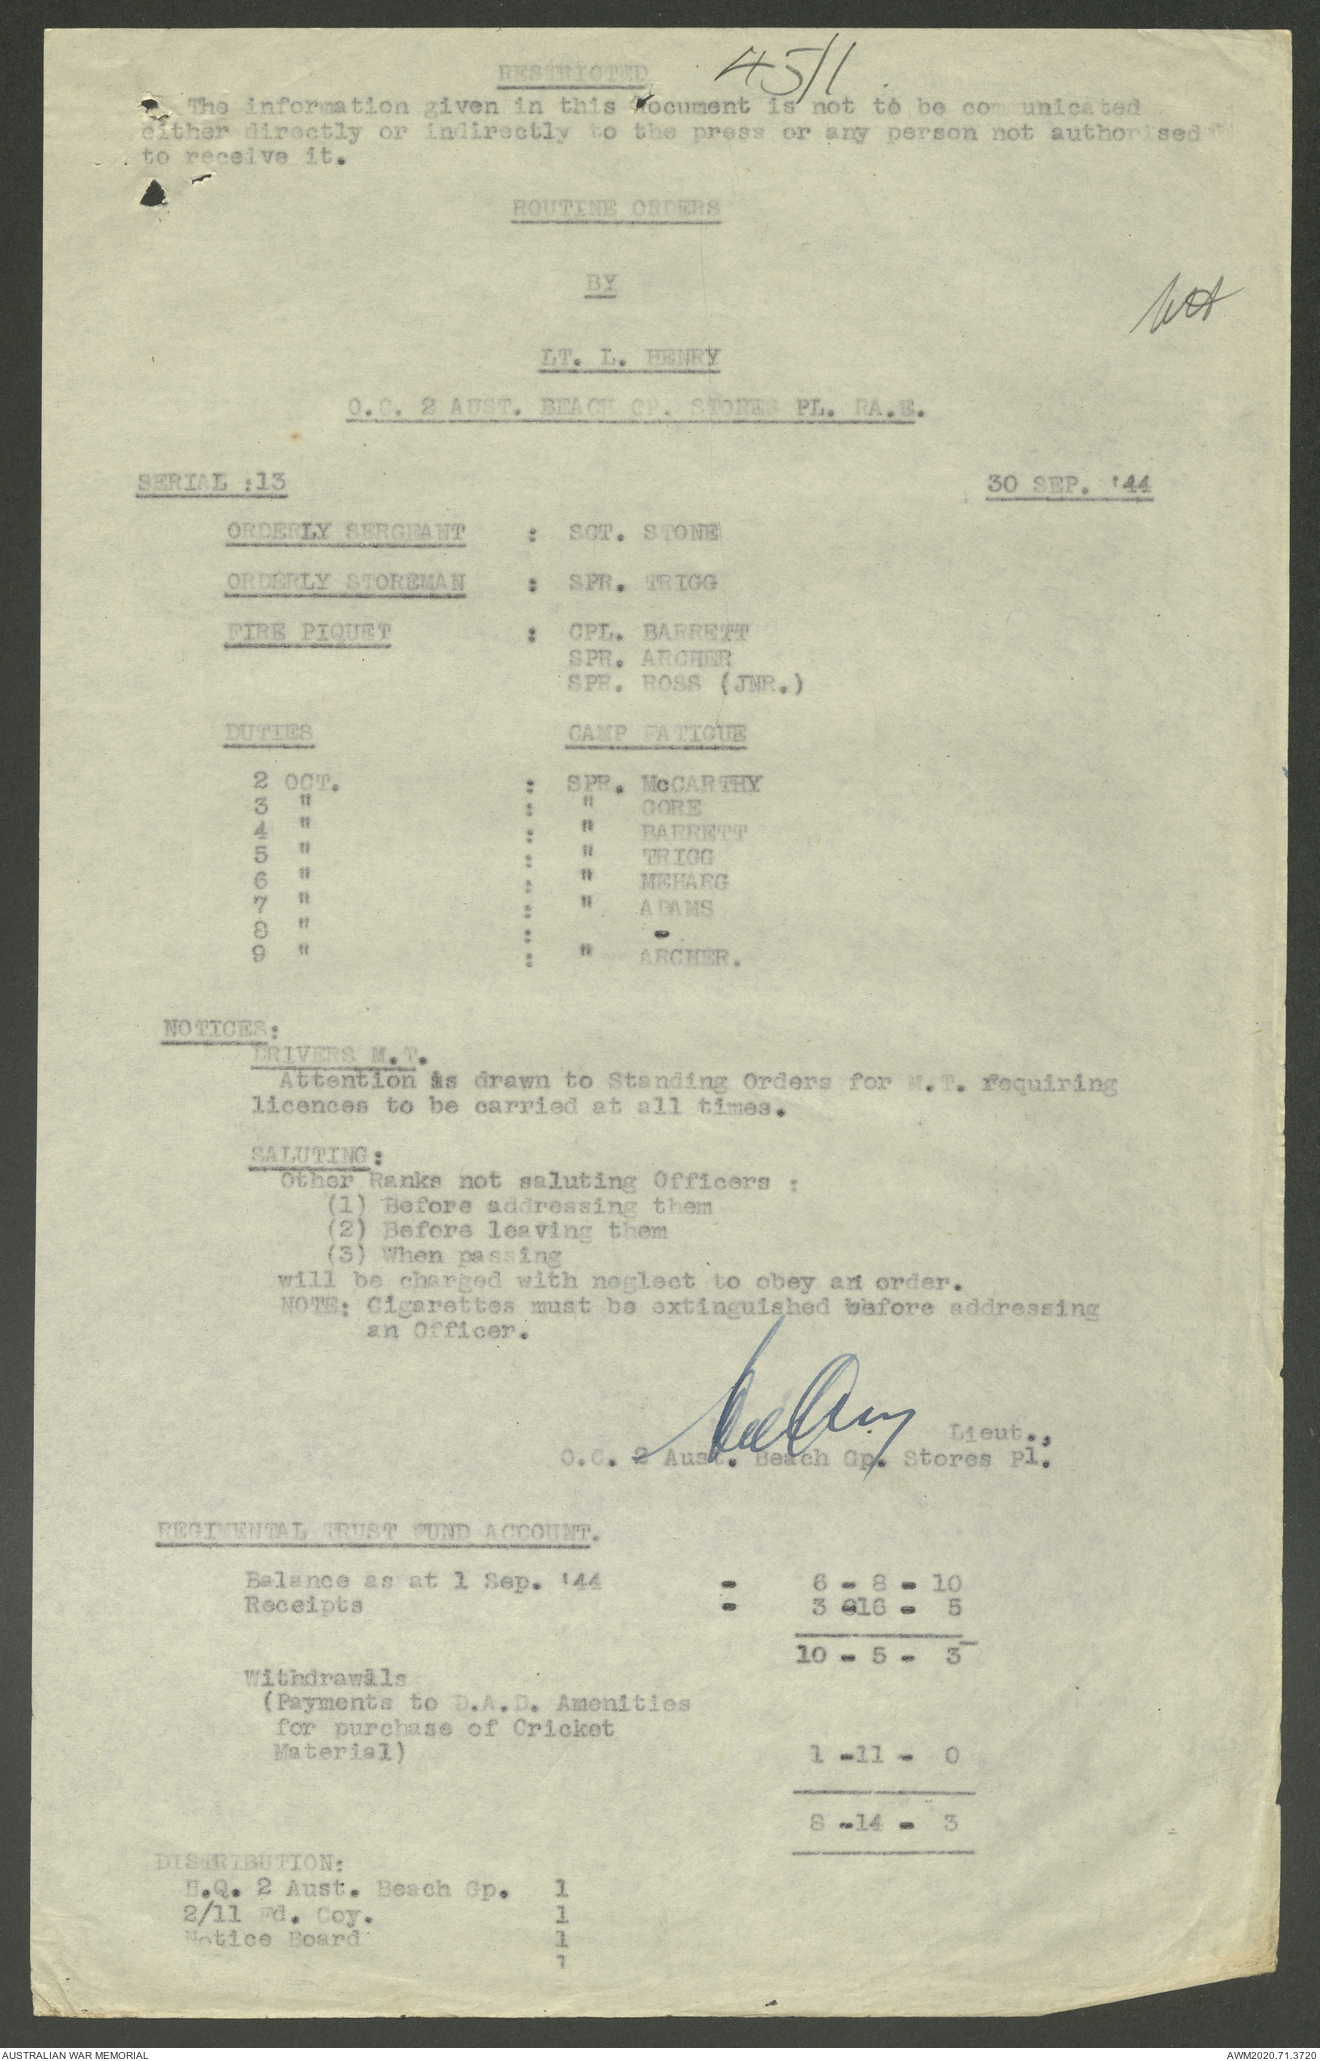 RESTRICTED 45/1
The information given in this document is not to be communicated
either directly or indirectly to the press or any person not authorised
to receive it.
ROUTINE ORDERS
BY
LT. L. HENRY
O.C. 2 AUST. BEACH GP. STORES PL. RA.E.
SERIAL :13 30 SEP. '44
ORDERLY SERGEANT : SGT. STONE
ORDERLY STOREMAN : SPR. TRIGG
FIRE PIQUET : CPL. BARRETT
SPR. ARCHER
SPR. ROSS (JNR.)
DUTIES CAMP FATIGUE
2 OCT. : SPR. McCARTHY
3 " : " GORE
4 " : " BARRETT
5 " : " TRIGG
6 " : " MEHARG
7 " : " ADAMS
8 " : -
9 " : " ARCHER.
NOTICES:
DRIVERS M.T.
Attention is drawn to Standing Orders for M.T. requiring
licences to be carried at all times.
SALUTING:
Other Ranks not saluting Officers :
(1) Before addressing them
(2) Before leaving them
(3) When passing
will be charged with neglect to obey an order.
NOTE: Cigarettes must be extinguished before addressing
an Officer.
Lieut.,
O.C. 2 Aust. Beach Gp. Stores Pl.
REGIMENTAL TRUST FUND ACCOUNT.
Balance as at 1 Sep. '44 - 6 - 8 - 10
Receipts - 3 -16 - 5
10 - 5 - 3
Withdrawals
(Payments to D.A.D. Amenities
for purchase of Cricket
Material) 1 -11 - 0
8 -14 - 3
DISTRIBUTION:
H.Q. 2 Aust. Beach Gp. 1
2/11 Fd. Coy. 1
Notice Board 1
1
AUSTRALIAN WAR MEMORIAL AWM2020.71.3720